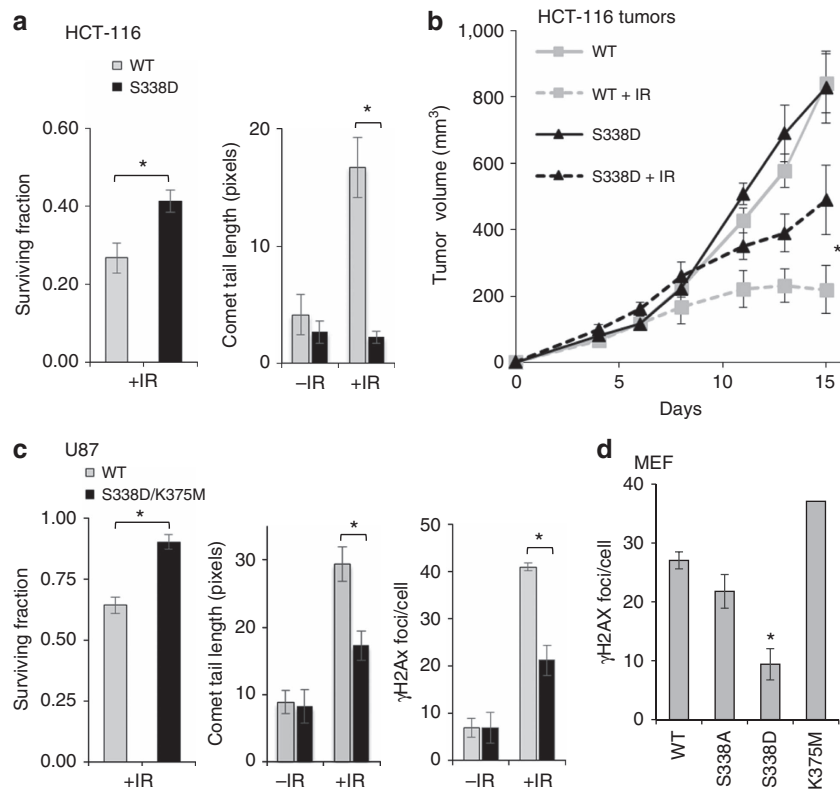 a
HCT-116
WT
S338D
Surviving fraction
0.60
0.40
0.20
0.00
+IR
*
Comet tail length (pixels)
20
10
0
–IR
+IR
*
b
HCT-116 tumors
WT
WT + IR
S338D
S338D + IR
Tumor volume (mm³)
1,000
800
600
400
200
0
0
5
10
15
Days
*
c
U87
WT
S338D/K375M
Surviving fraction
1.00
0.75
0.50
0.25
0.00
+IR
*
Comet tail length (pixels)
30
20
10
0
–IR
+IR
*
γH2Ax foci/cell
50
40
30
20
10
0
–IR
+IR
*
d
MEF
γH2AX foci/cell
40
30
20
10
0
*
WT
S338A
S338D
K375M